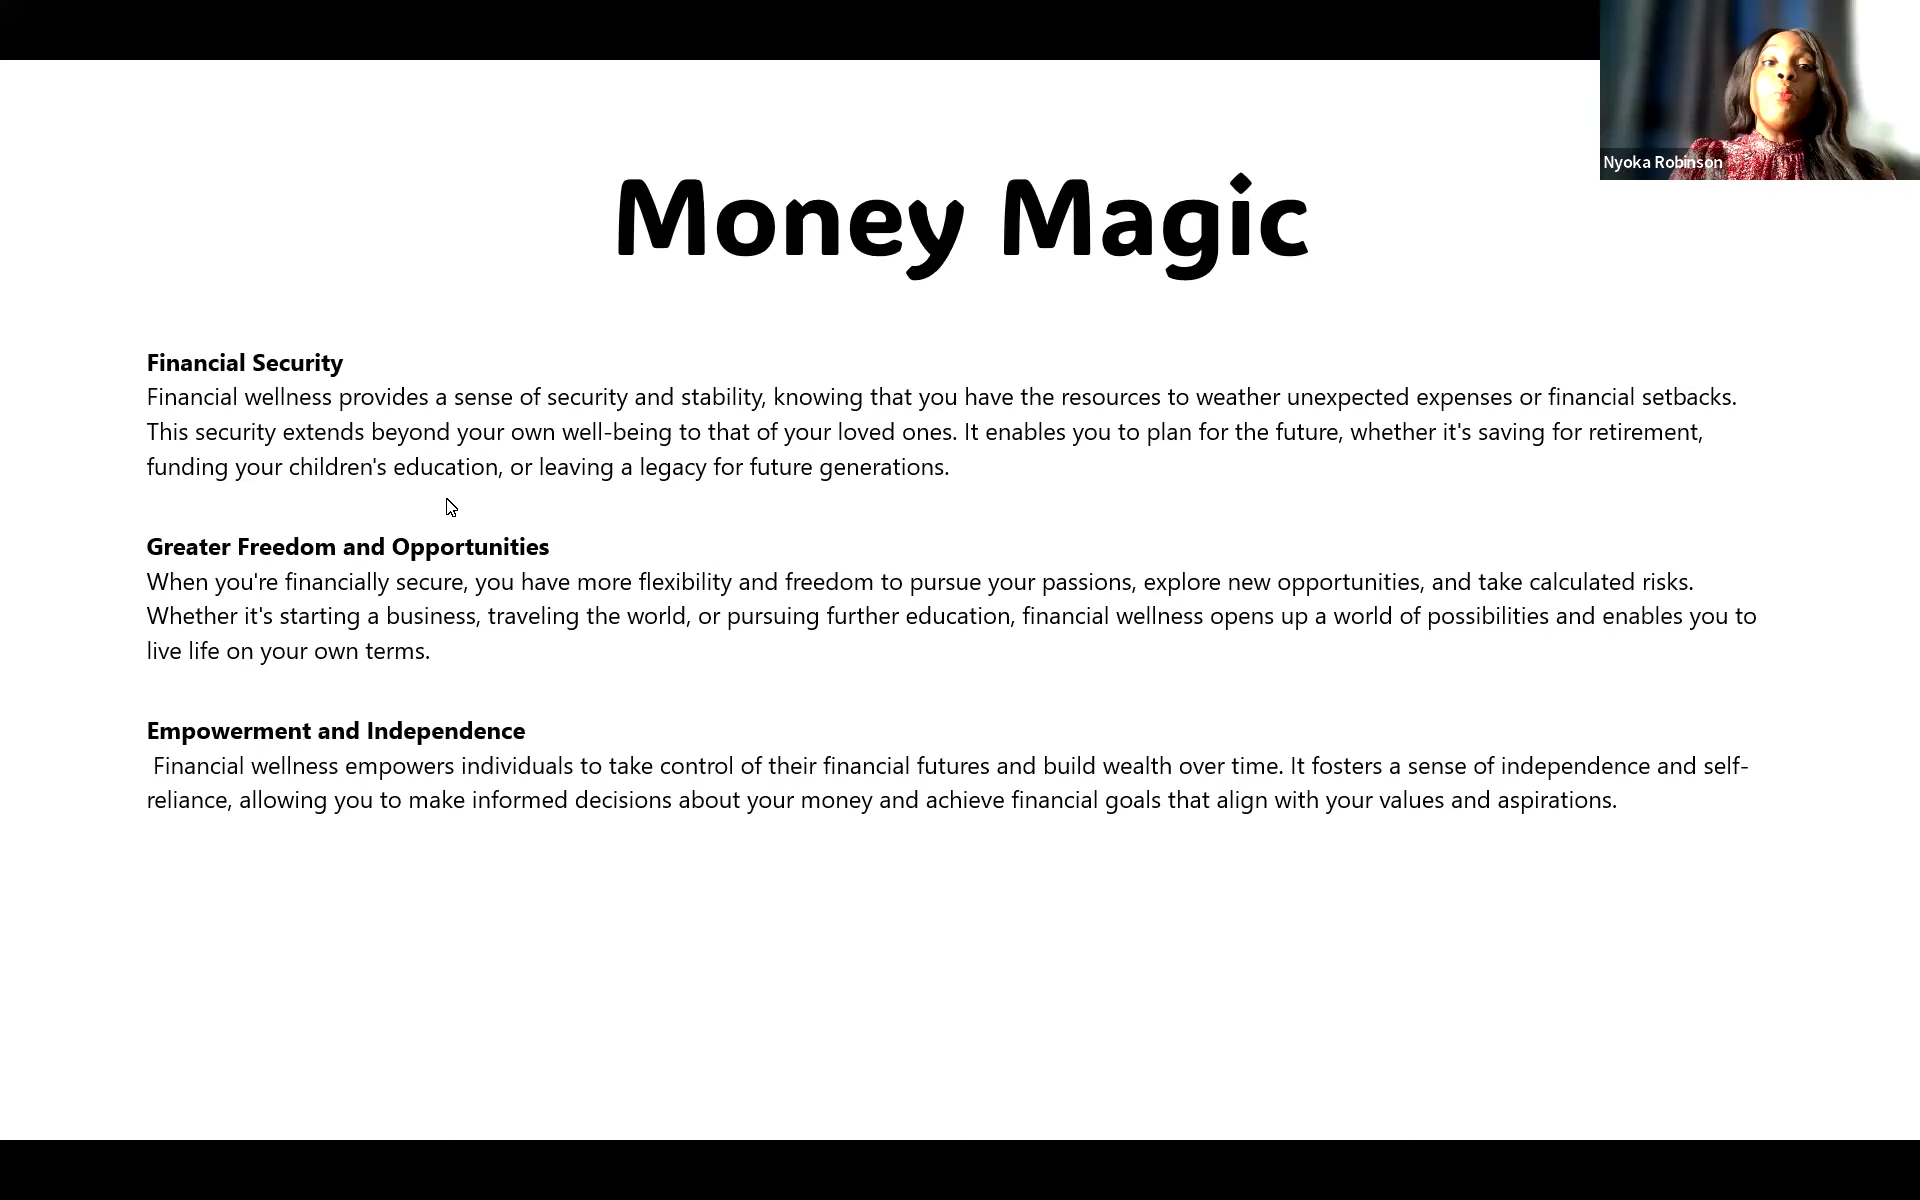 Nyoka Robinson
Money Magic
Financial Security
Financial wellness provides a sense of security and stability, knowing that you have the resources to weather unexpected expenses or financial setbacks.
This security extends beyond your own well-being to that of your loved ones. It enables you to plan for the future, whether it's saving for retirement,
funding your children's education, or leaving a legacy for future generations.
Greater Freedom and Opportunities
When you're financially secure, you have more flexibility and freedom to pursue your passions, explore new opportunities, and take calculated risks.
Whether it's starting a business, traveling the world, or pursuing further education, financial wellness opens up a world of possibilities and enables you to
live life on your own terms.
Empowerment and Independence
Financial wellness empowers individuals to take control of their financial futures and build wealth over time. It fosters a sense of independence and self-
reliance, allowing you to make informed decisions about your money and achieve financial goals that align with your values and aspirations.